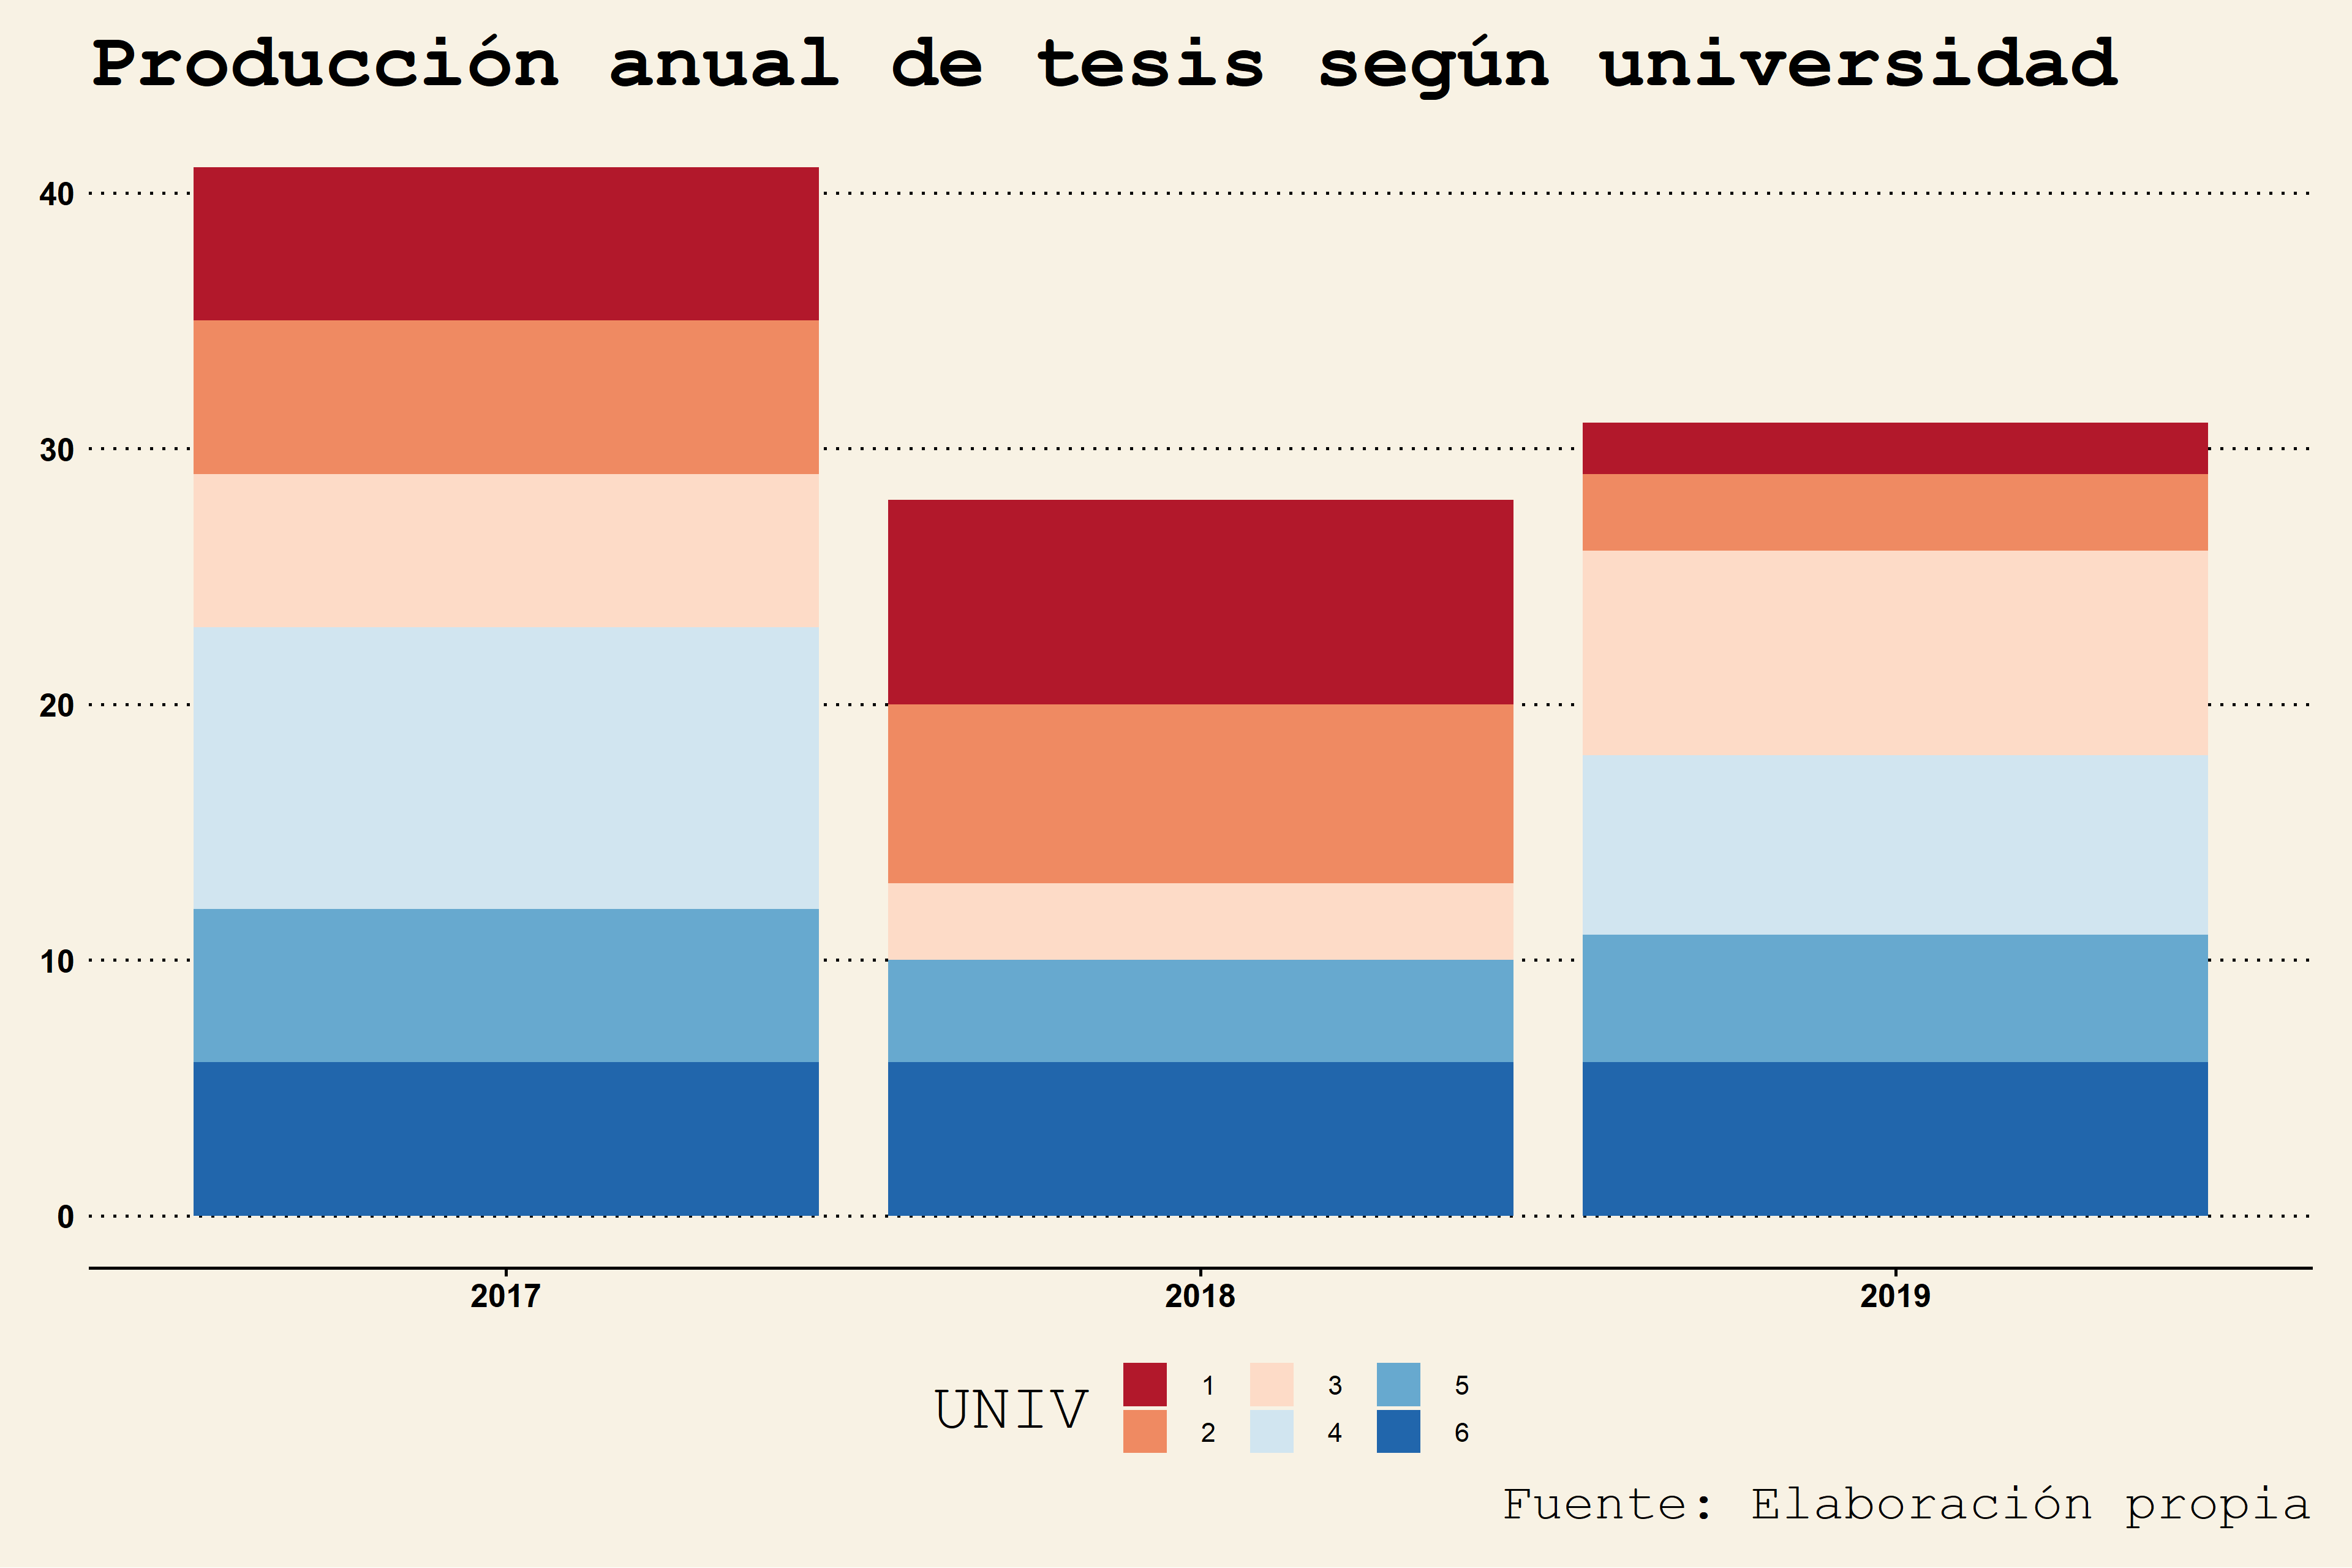 Producción anual de tesis según universidad
40
30
20
10
0
2017 2018 2019
UNIV
1 3 5
2 4 6
Fuente: Elaboración propia